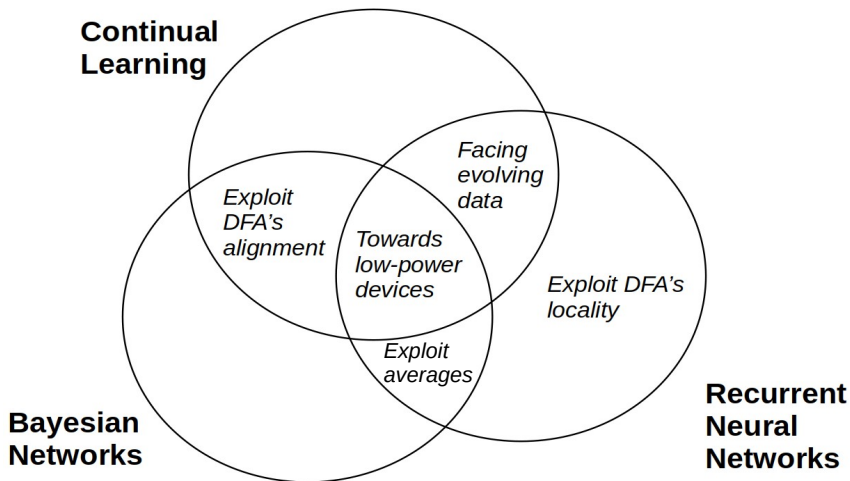 Continual
Learning
Facing
evolving
data
Exploit
DFA's
alignment
Towards
low-power
devices
Exploit DFA's
locality
Exploit
averages
Bayesian
Networks
Recurrent
Neural
Networks